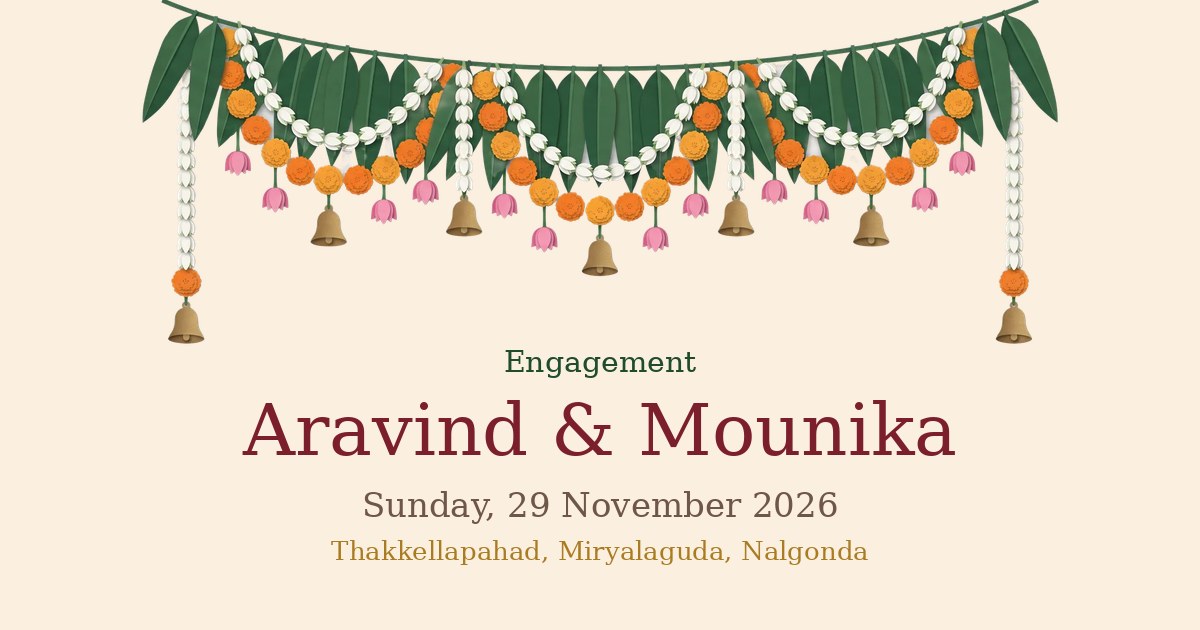 Engagement
Aravind & Mounika
Sunday, 29 November 2026
Thakkellapahad, Miryalaguda, Nalgonda